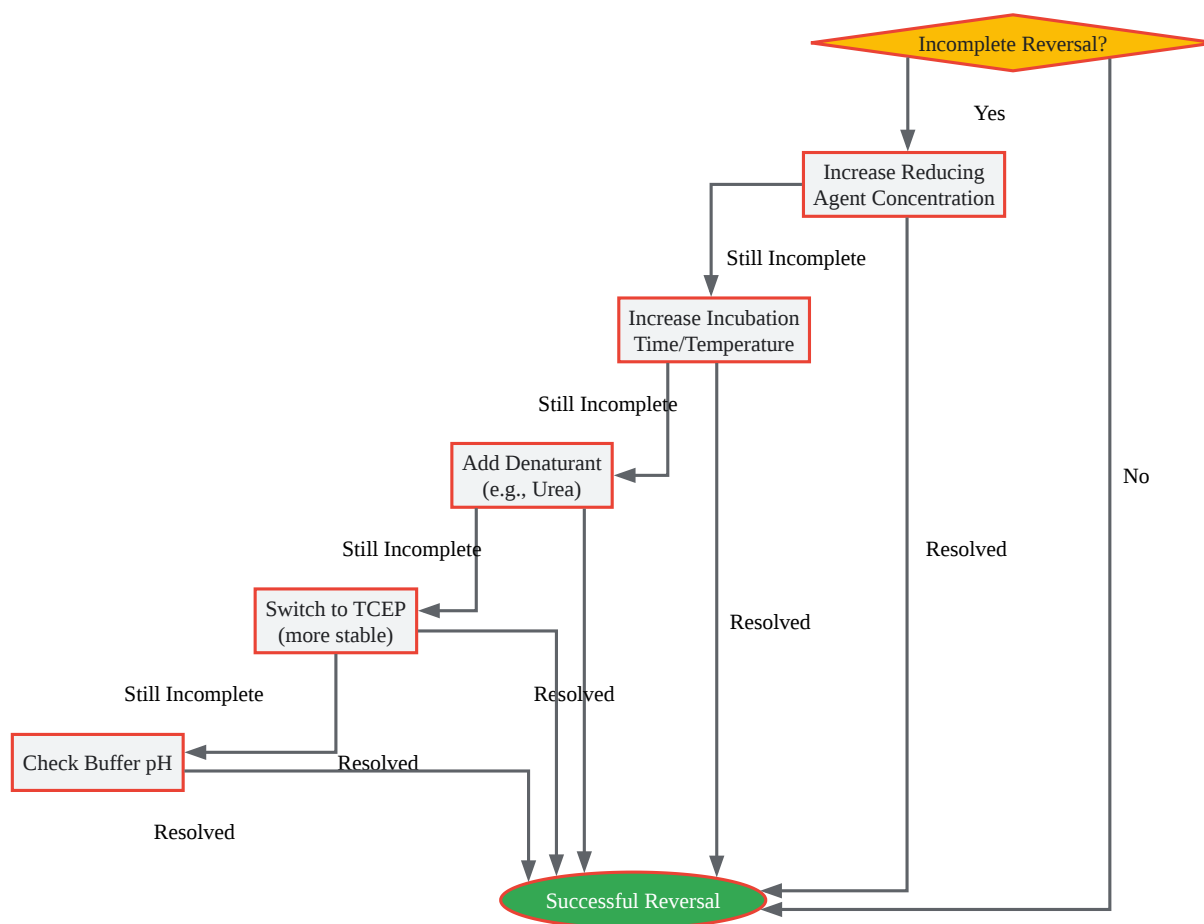 Incomplete Reversal?
Yes
Increase Reducing
Agent Concentration
Still Incomplete
Increase Incubation
Time/Temperature
Still Incomplete
Add Denaturant
(e.g., Urea)
No
Still Incomplete
Resolved
Switch to TCEP
(more stable)
Resolved
Still Incomplete
Resolved
Check Buffer pH
Resolved
Resolved
Successful Reversal